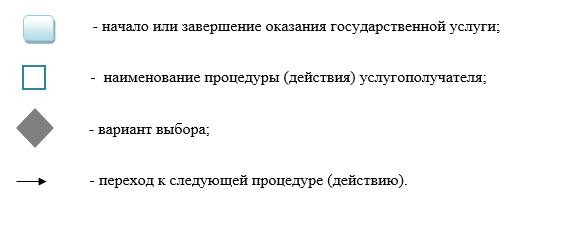 - начало или завершение оказания государственной услуги;
- наименование процедуры (действия) услугополучателя;
- вариант выбора;
- переход к следующей процедуре (действию).